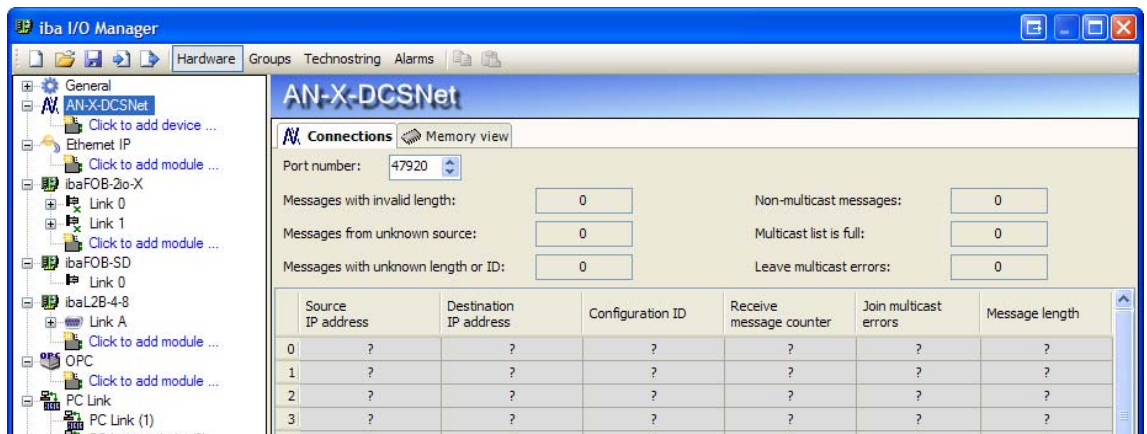 iba I/O Manager
Hardware Groups Technostring Alarms
General
AN-X-DCSNet
Click to add device ...
Ethernet IP
Click to add module ...
ibaFOB-2io-X
Link 0
Link 1
Click to add module ...
ibaFOB-SD
Link 0
ibaL2B-4-8
Link A
Click to add module ...
OPC
Click to add module ...
PC Link
PC Link (1)
AN-X-DCSNet
Connections Memory view
Port number: 47920
Messages with invalid length: 0 Non-multicast messages: 0
Messages from unknown source: 0 Multicast list is full: 0
Messages with unknown length or ID: 0 Leave multicast errors: 0
Source IP address Destination IP address Configuration ID Receive message counter Join multicast errors Message length
0 ? ? ? ? ? ?
1 ? ? ? ? ? ?
2 ? ? ? ? ? ?
3 ? ? ? ? ? ?